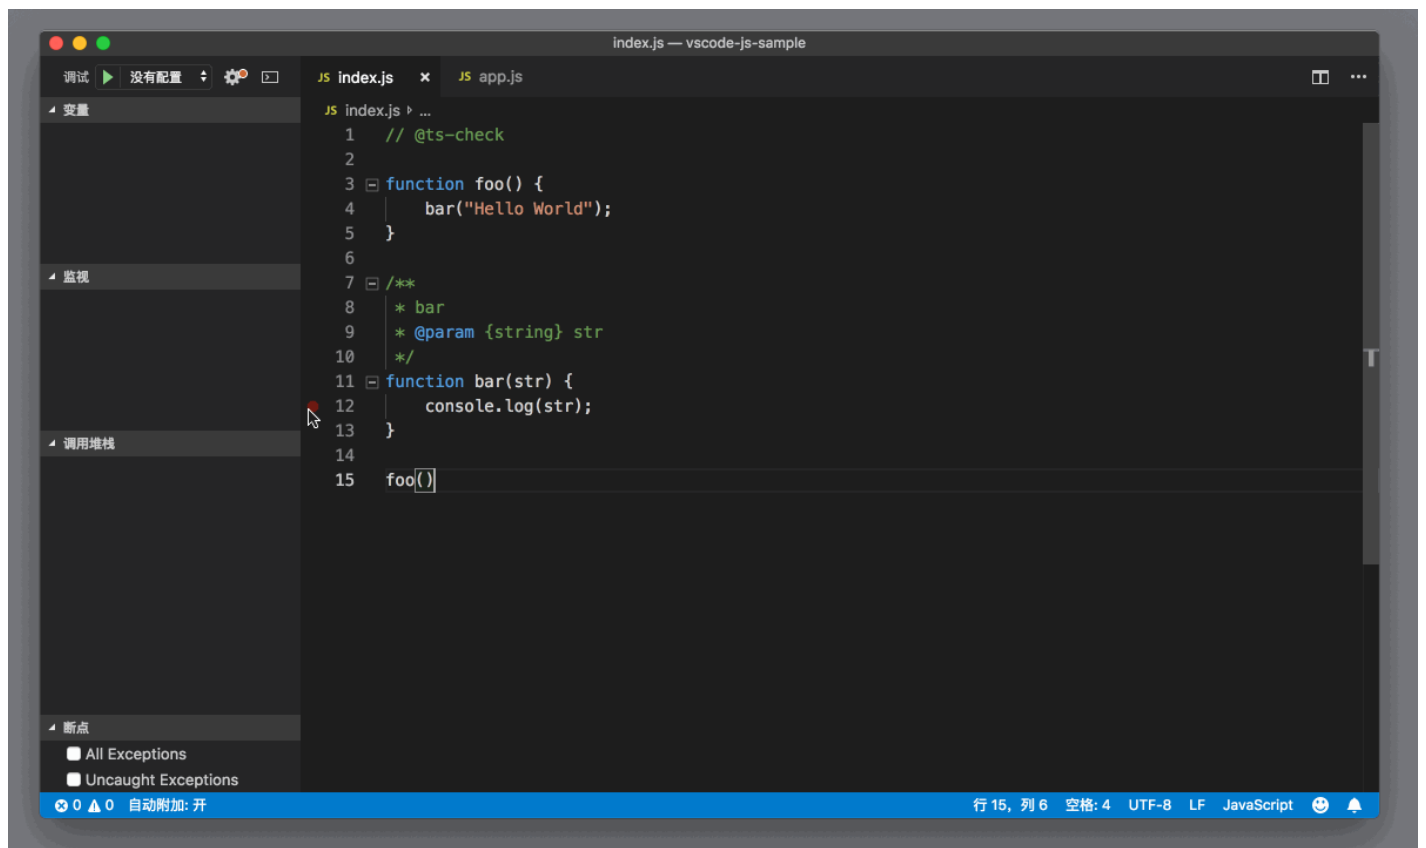 index.js — vscode-js-sample
调试 没有配置
JS index.js × JS app.js ···
变量
JS index.js ▹ ...
1 // @ts-check
2
3 function foo() {
4 bar("Hello World");
5 }
6
监视
7 /**
8 * bar
9 * @param {string} str
10 */
11 function bar(str) {
12 console.log(str);
13 }
调用堆栈
14
15 foo()
断点
All Exceptions
Uncaught Exceptions
0 0 自动附加: 开 行 15, 列 6 空格: 4 UTF-8 LF JavaScript